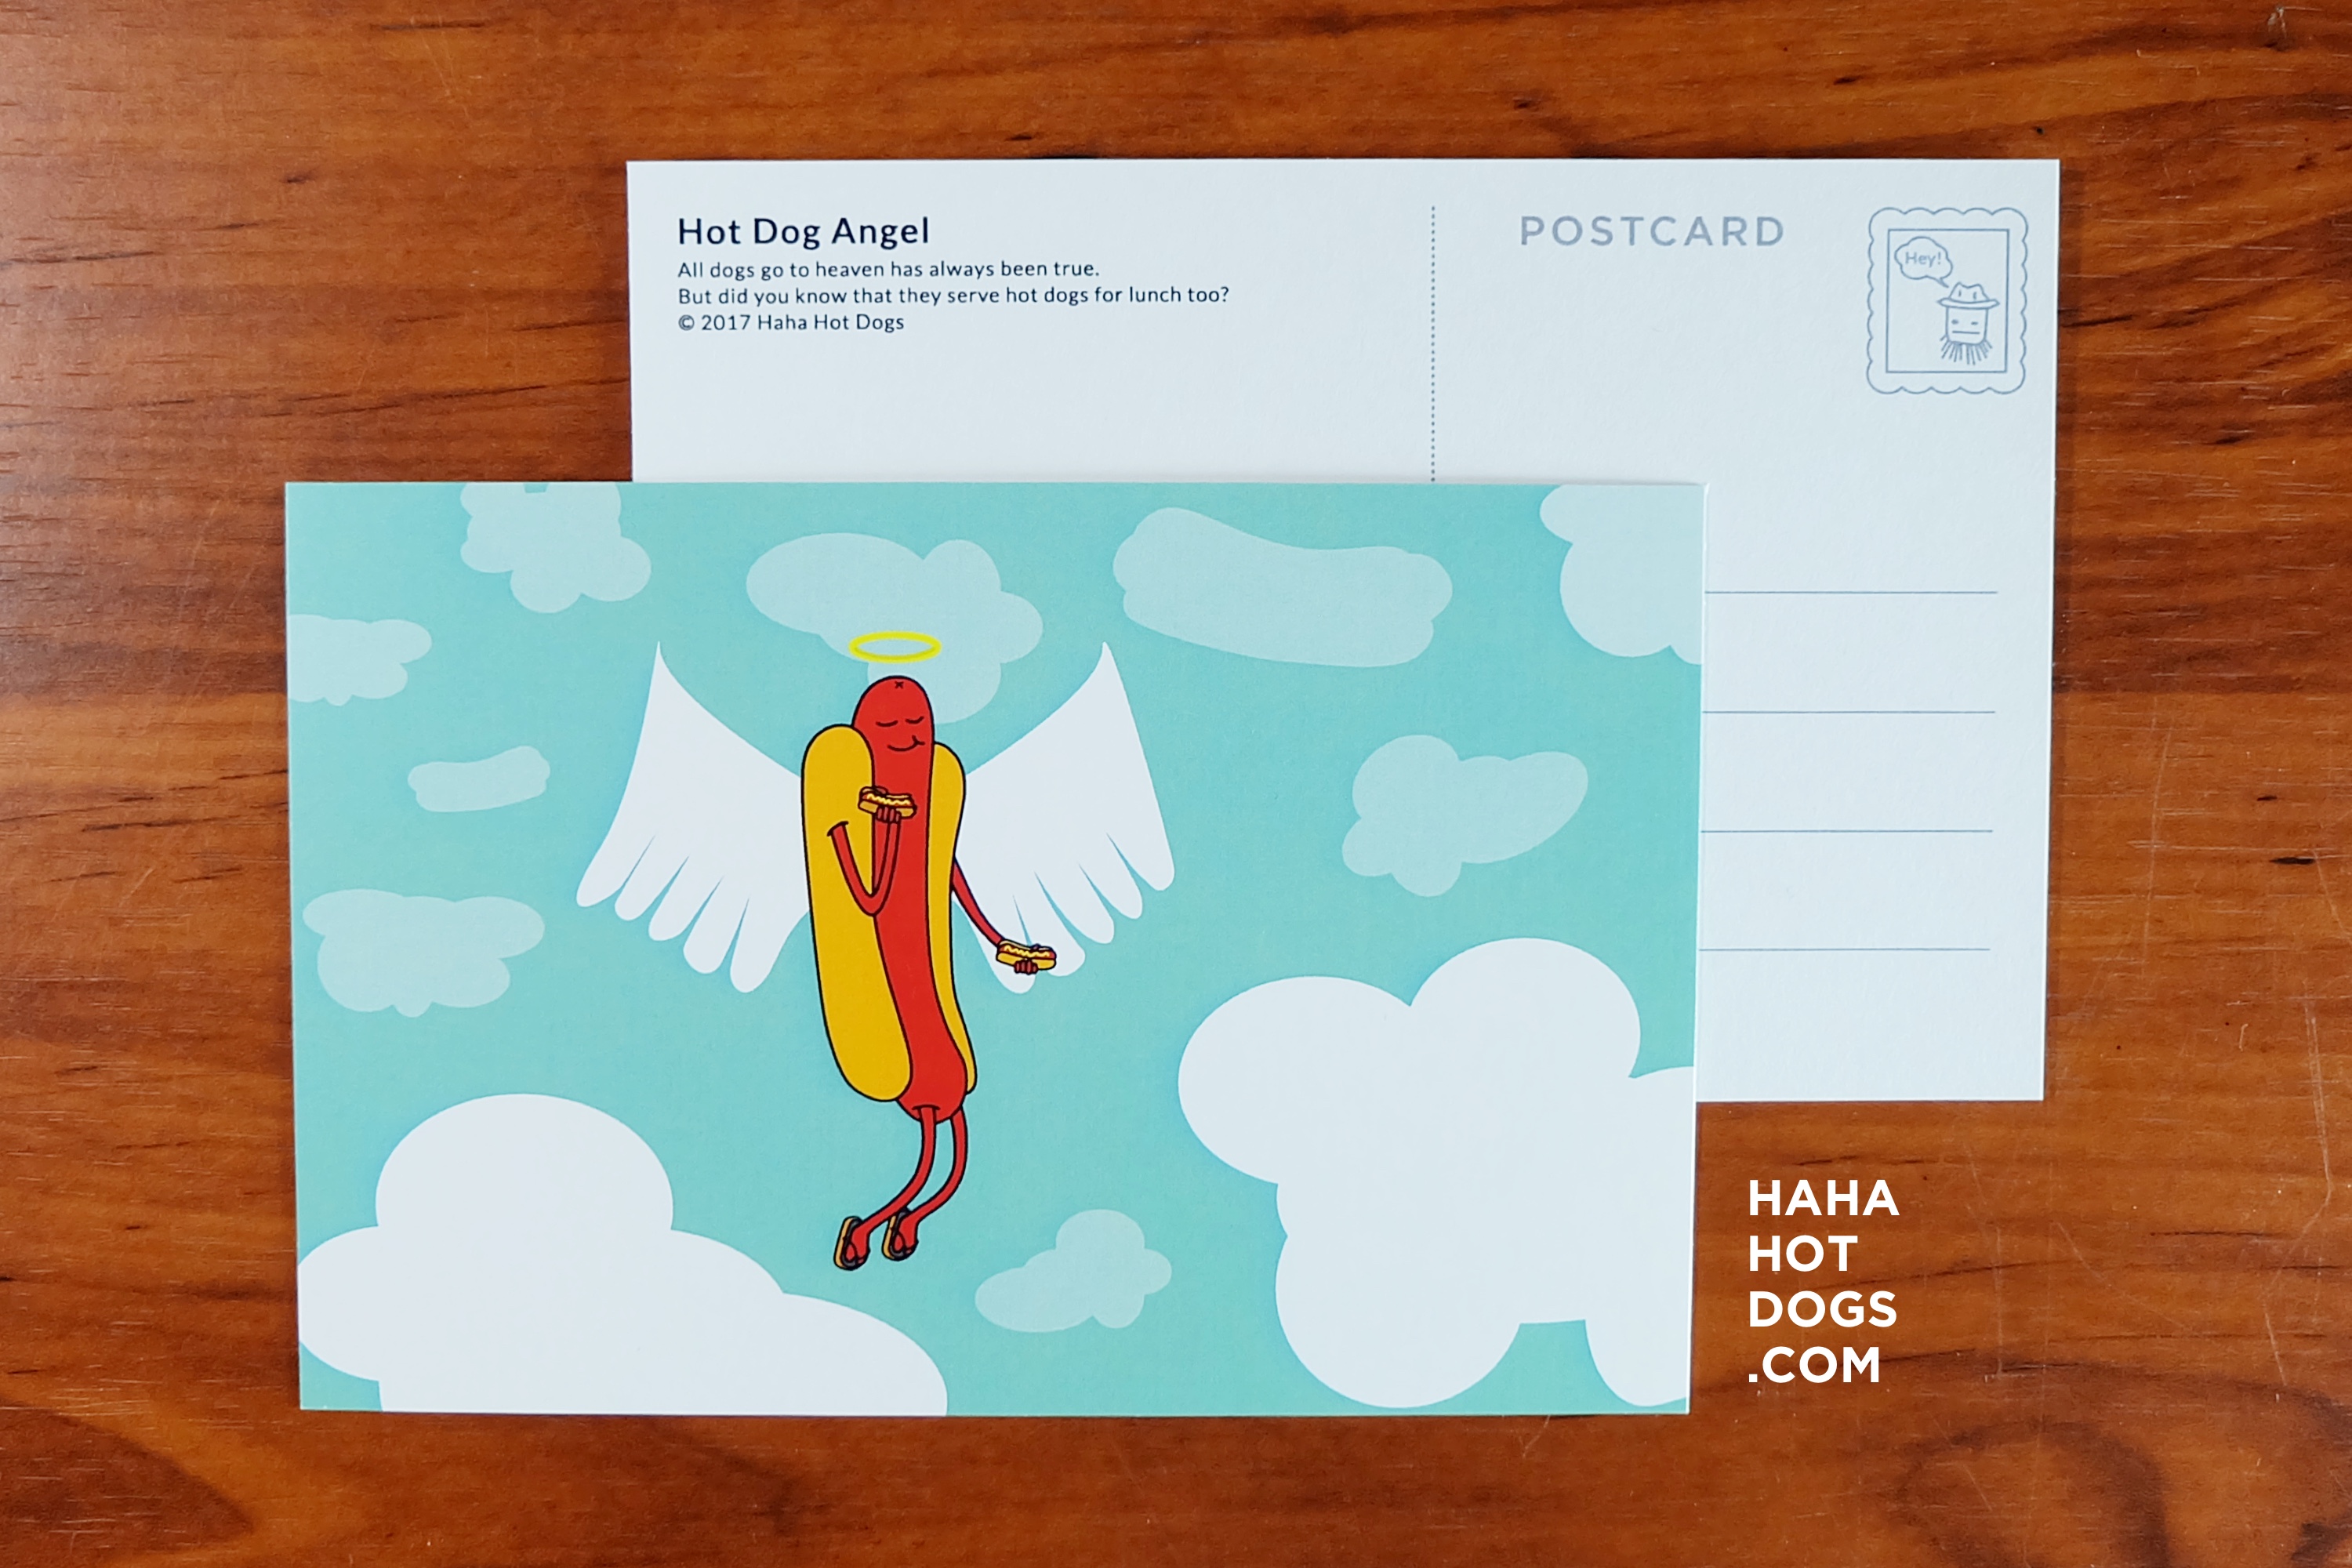 Hot Dog Angel
All dogs go to heaven has always been true.
But did you know that they serve hot dogs for lunch too?
© 2017 Haha Hot Dogs
POSTCARD
Hey!
HAHA
HOT
DOGS
.COM